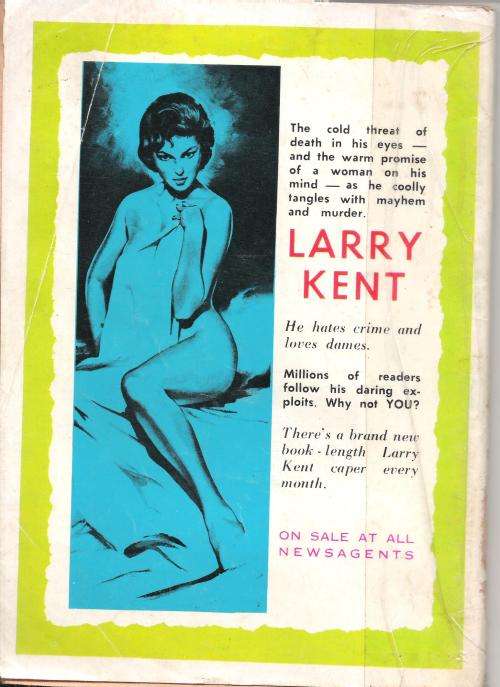 The cold threat of
death in his eyes —
and the warm promise
of a woman on his
mind — as he coolly
tangles with mayhem
and murder.
LARRY
KENT
He hates crime and
loves dames.
Millions of readers
follow his daring ex-
ploits. Why not YOU?
There's a brand new
book-length Larry
Kent caper every
month.
ON SALE AT ALL
NEWSAGENTS